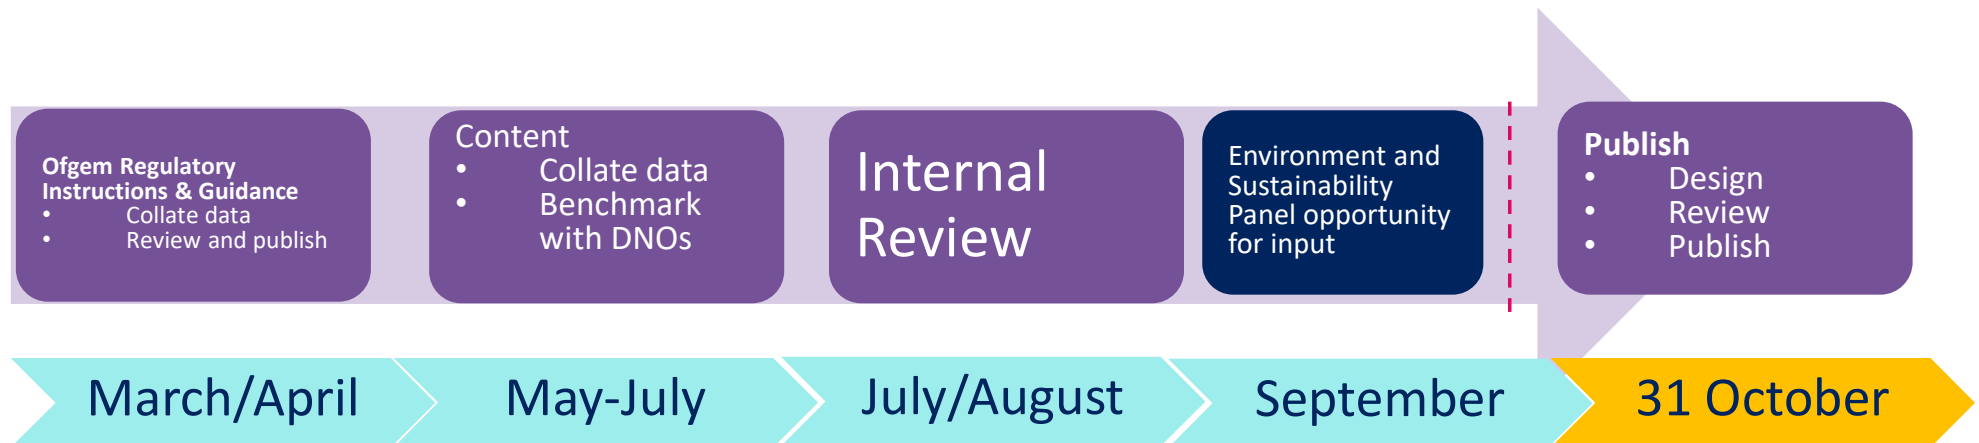 Ofgem Regulatory
Instructions & Guidance
• Collate data
• Review and publish
Content
• Collate data
• Benchmark
with DNOs
Internal
Review
Environment and
Sustainability
Panel opportunity
for input
Publish
• Design
• Review
• Publish
March/April
May-July
July/August
September
31 October